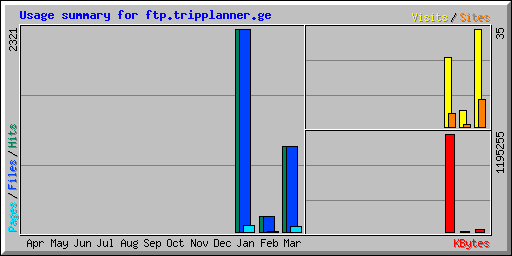 Usage summary for ftp.tripplanner.ge
Visits / Sites
2321
35
Pages / Files / Hits
1195255
Apr May Jun Jul Aug Sep Oct Nov Dec Jan Feb Mar
KBytes